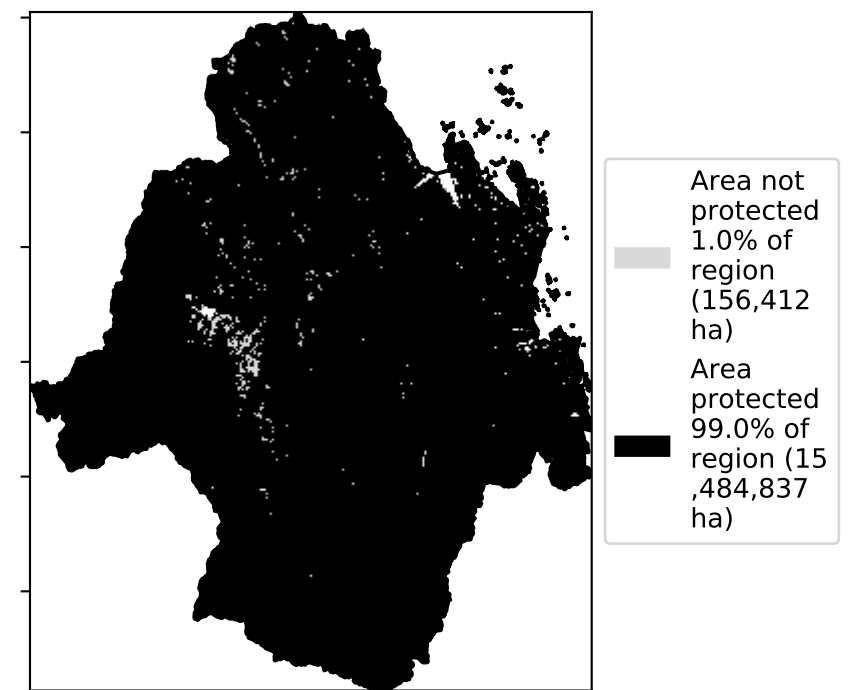 Area not
protected
1.0% of
region
(156,412
ha)
Area
protected
99.0% of
region (15
,484,837
ha)